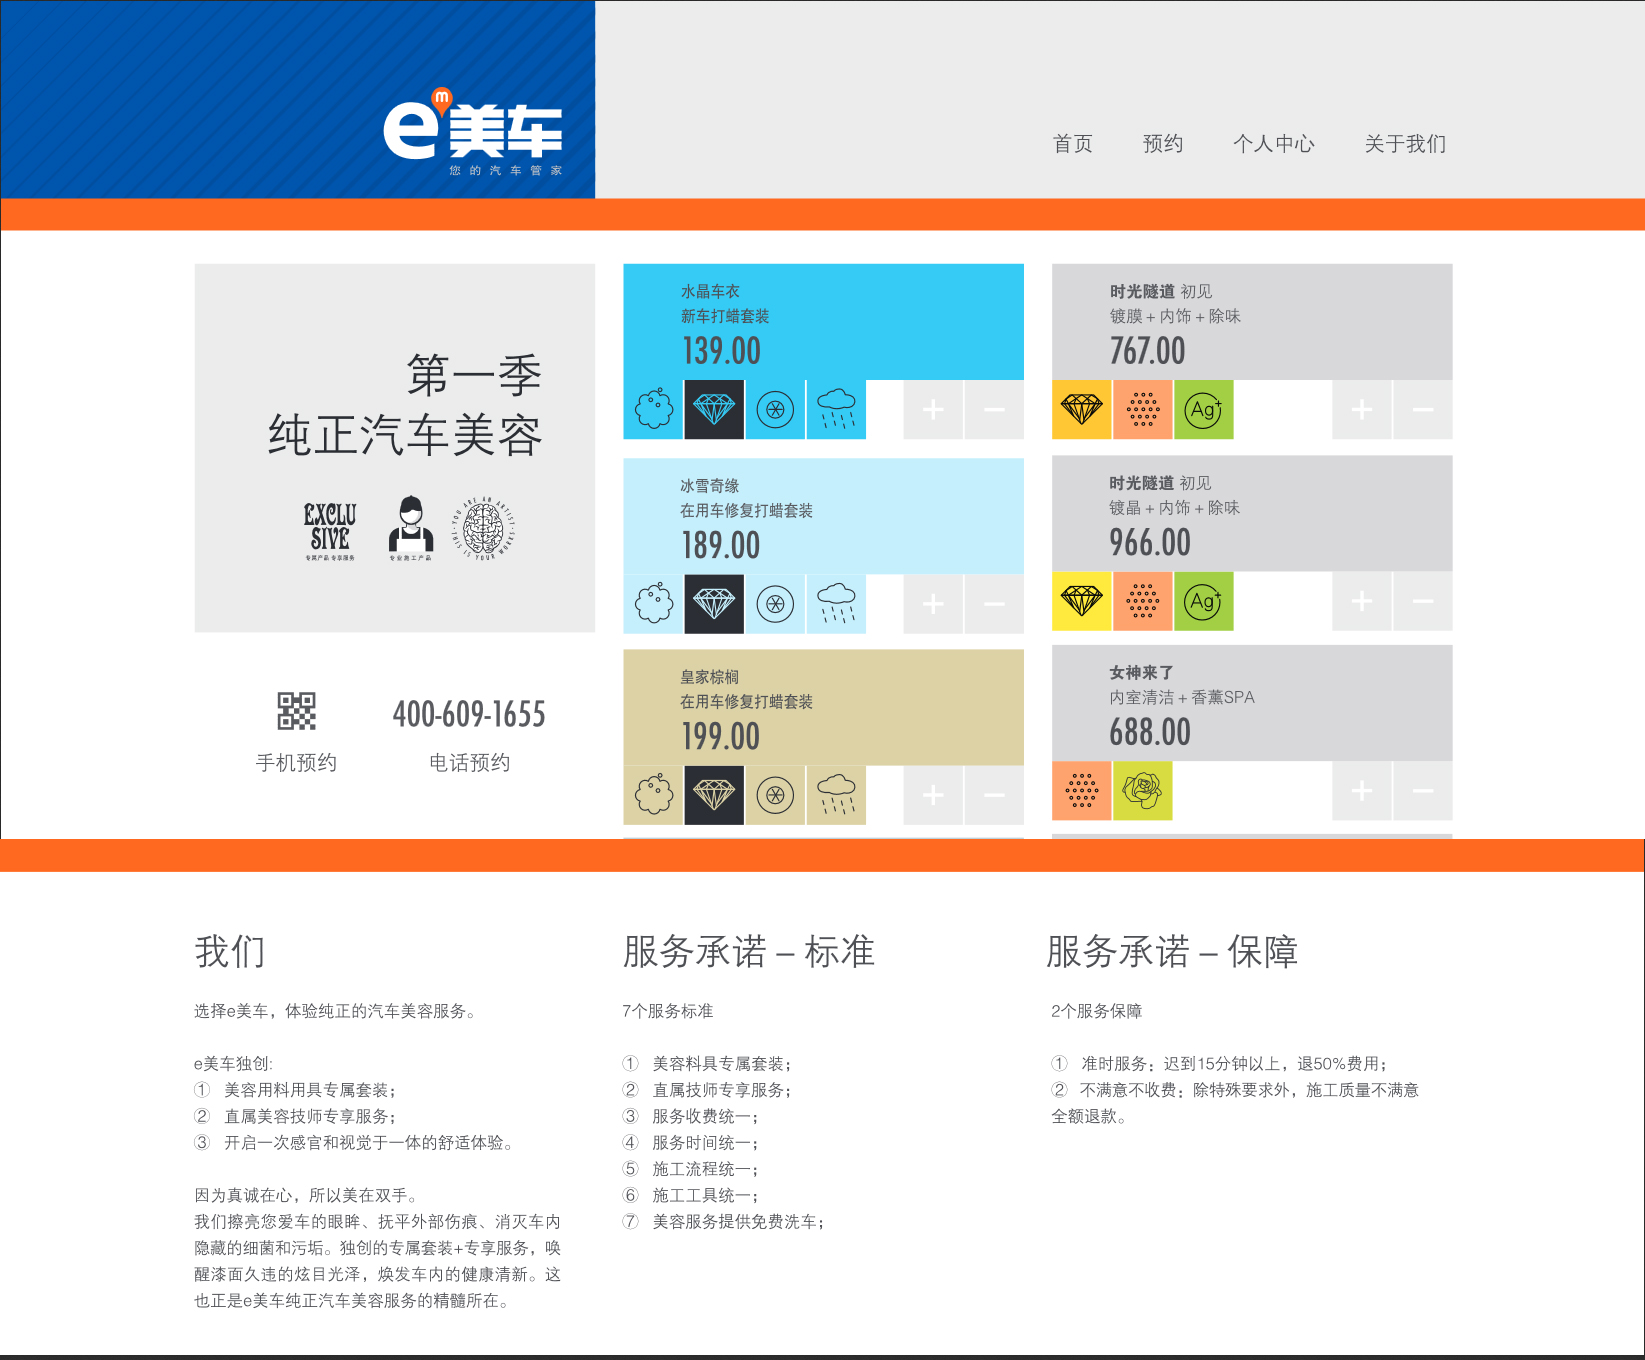 em美车
您的汽车管家
首页 预约 个人中心 关于我们
第一季
纯正汽车美容
EXCLU
SIVE
专属产品 专享服务
专业施工产品
·YOU ARE AN ARTIST·THIS IS YOUR WORK
手机预约
400-609-1655
电话预约
水晶车衣
新车打蜡套装
139.00
冰雪奇缘
在用车修复打蜡套装
189.00
皇家棕榈
在用车修复打蜡套装
199.00
时光隧道 初见
镀膜+内饰+除味
767.00
Ag+
时光隧道 初见
镀晶+内饰+除味
966.00
Ag+
女神来了
内室清洁+香薰SPA
688.00
我们
选择e美车，体验纯正的汽车美容服务。
e美车独创:
① 美容用料用具专属套装；
② 直属美容技师专享服务；
③ 开启一次感官和视觉于一体的舒适体验。
因为真诚在心，所以美在双手。
我们擦亮您爱车的眼眸、抚平外部伤痕、消灭车内
隐藏的细菌和污垢。独创的专属套装+专享服务，唤
醒漆面久违的炫目光泽，焕发车内的健康清新。这
也正是e美车纯正汽车美容服务的精髓所在。
服务承诺 – 标准
7个服务标准
① 美容料具专属套装；
② 直属技师专享服务；
③ 服务收费统一；
④ 服务时间统一；
⑤ 施工流程统一；
⑥ 施工工具统一；
⑦ 美容服务提供免费洗车；
服务承诺 – 保障
2个服务保障
① 准时服务：迟到15分钟以上，退50%费用；
② 不满意不收费：除特殊要求外，施工质量不满意
全额退款。